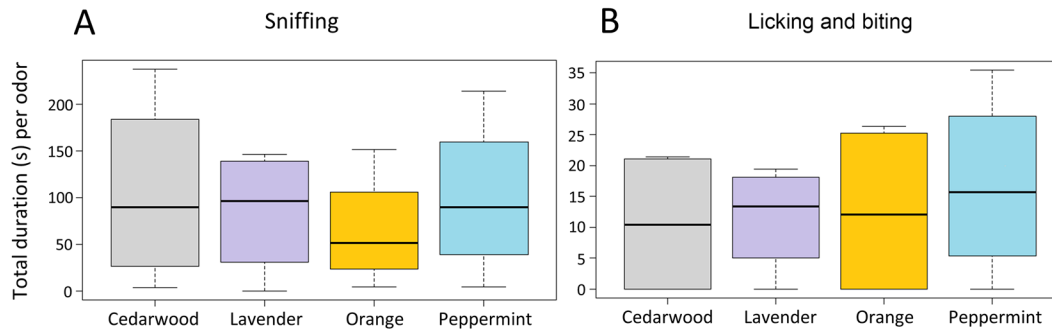 A
Sniffing
Total duration (s) per odor
200
150
100
50
0
Cedarwood Lavender Orange Peppermint
B
Licking and biting
35
30
25
20
15
10
5
0
Cedarwood Lavender Orange Peppermint